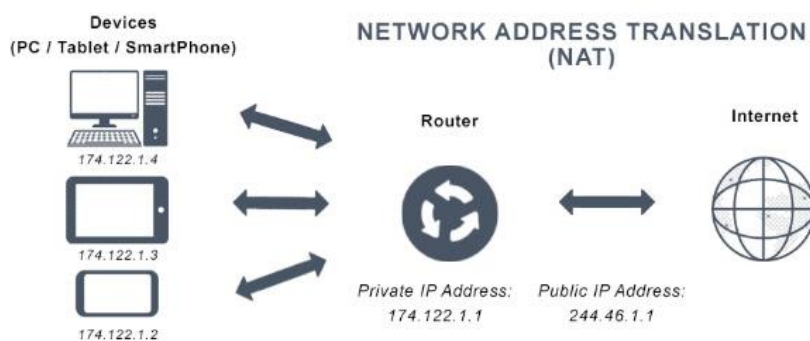 Devices
(PC / Tablet / SmartPhone)
NETWORK ADDRESS TRANSLATION
(NAT)
Router
Internet
174.122.1.4
174.122.1.3
174.122.1.2
Private IP Address:
174.122.1.1
Public IP Address:
244.46.1.1